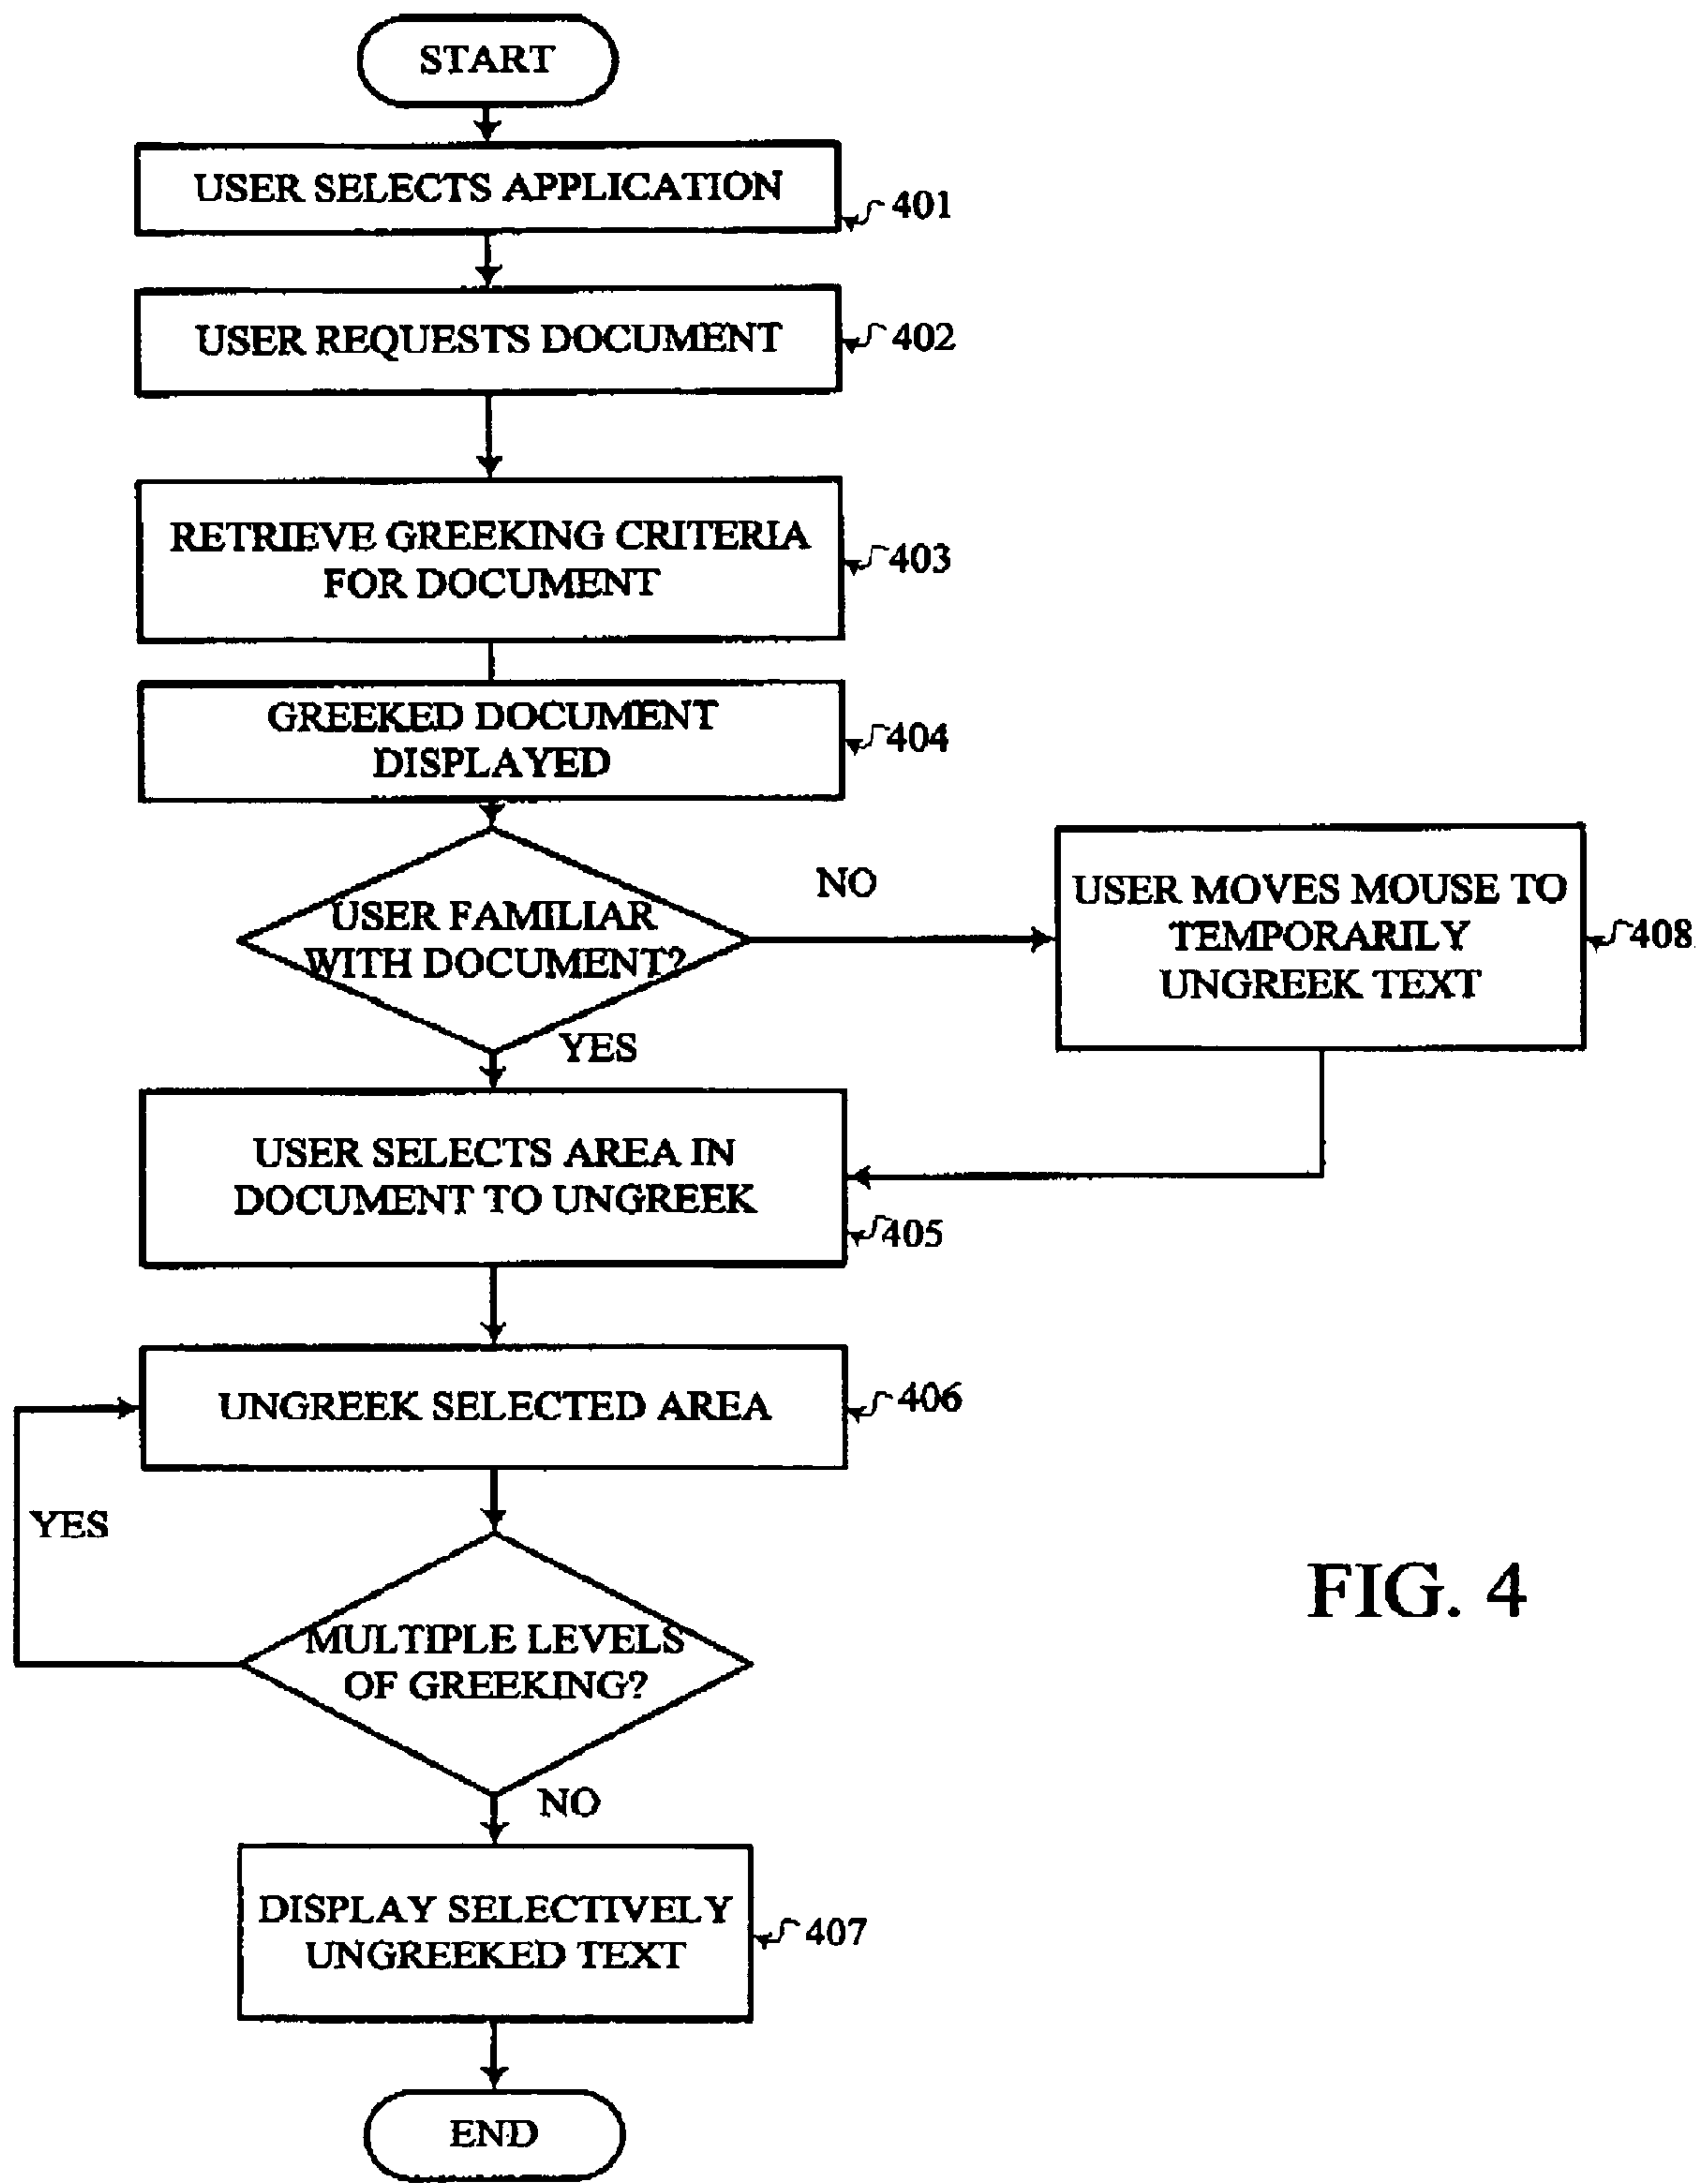 START
USER SELECTS APPLICATION
401
USER REQUESTS DOCUMENT
402
RETRIEVE GREEKING CRITERIA
FOR DOCUMENT
403
GREEKED DOCUMENT
DISPLAYED
404
USER FAMILIAR
WITH DOCUMENT?
NO
USER MOVES MOUSE TO
TEMPORARILY
UNGREEK TEXT
408
YES
USER SELECTS AREA IN
DOCUMENT TO UNGREEK
405
UNGREEK SELECTED AREA
406
YES
MULTIPLE LEVELS
OF GREEKING?
NO
DISPLAY SELECTIVELY
UNGREEKED TEXT
407
END
FIG. 4